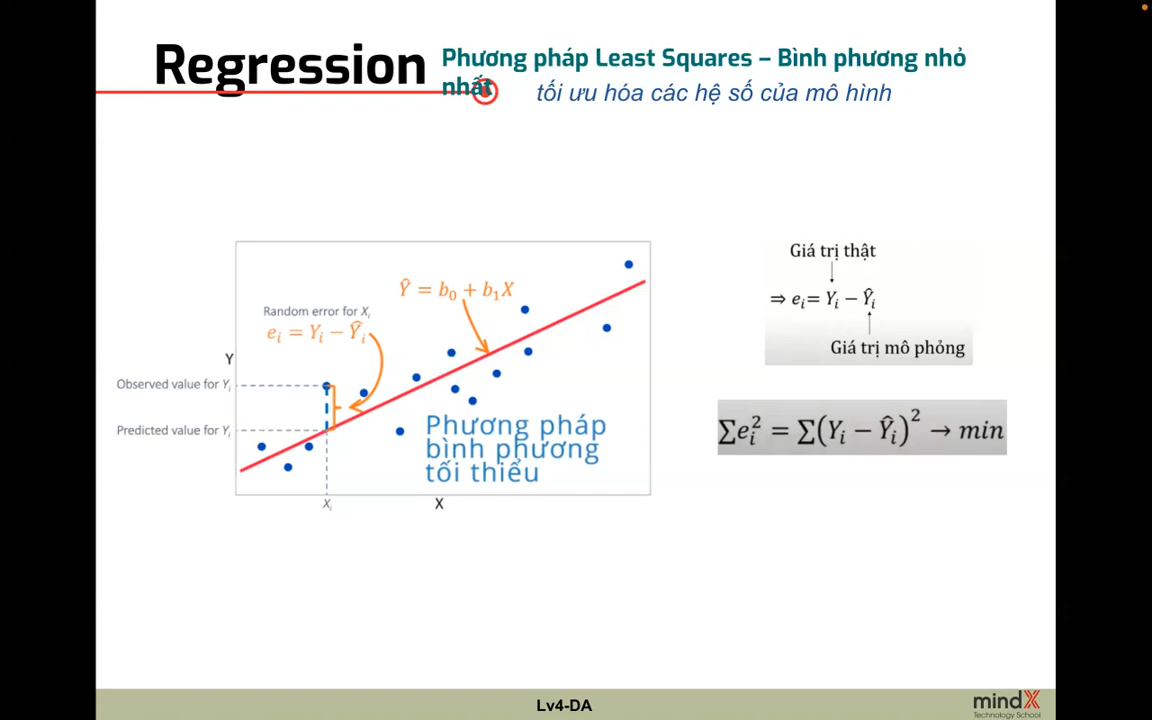 Regression
Phương pháp Least Squares – Bình phương nhỏ
nhất
tối ưu hóa các hệ số của mô hình
Giá trị thật
⇒ eᵢ= Yᵢ − Ŷᵢ
Giá trị mô phỏng
Ŷ = b₀ + b₁X
Random error for Xᵢ
eᵢ = Yᵢ − Ŷᵢ
Y
Observed value for Yᵢ
Predicted value for Yᵢ
Phương pháp
bình phương
tối thiểu
Xᵢ
X
∑eᵢ² = ∑(Yᵢ − Ŷᵢ)² → min
Lv4-DA
mindX
Technology School